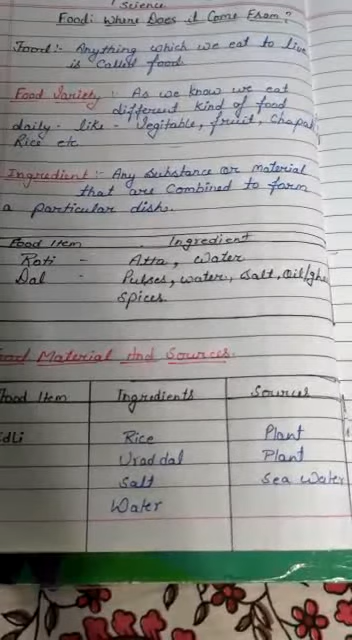 Science
Food: Where Does it Come From?
Food:- Anything which we eat to live
is Called food.
Food Variety : As we know we eat
different kind of food
daily - like - Vegitable, fruit, Chapati
Rice etc
Ingredient :- Any Substance or material
that are combined to form
a particular dish.
Food Item Ingredient
Roti - Atta, Water
Dal - Pulses, water, Salt, Oil/ghe
Spices
Food Material And Sources.
Food Item Ingredients Sources
Idli Rice Plant
Urad dal Plant
Salt Sea Water
Water